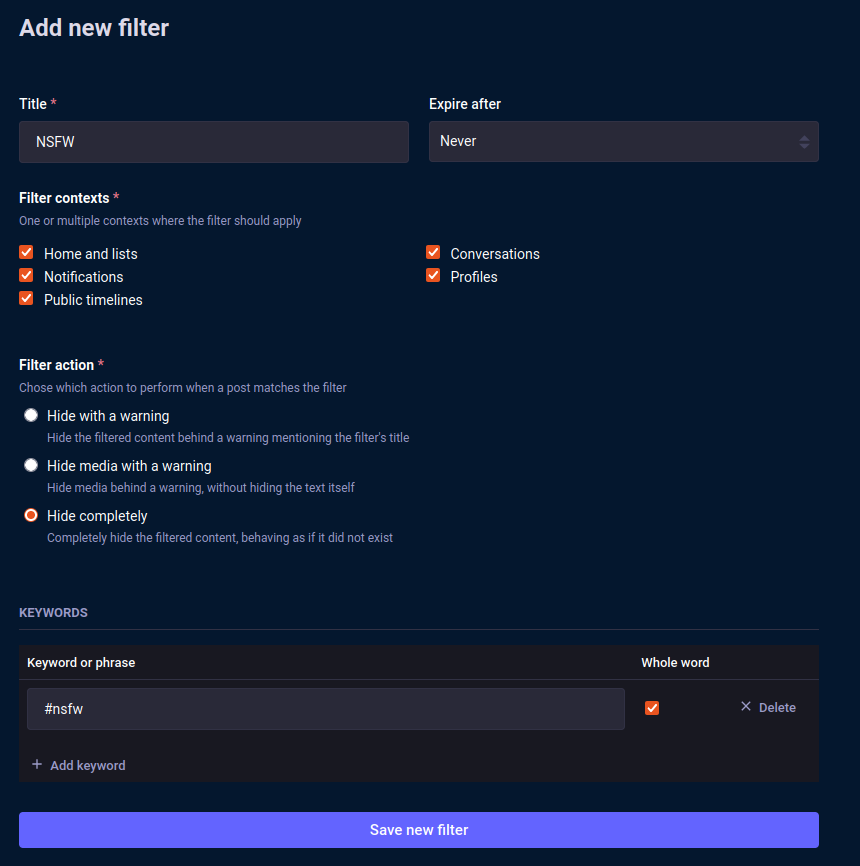 Add new filter
Title *
Expire after
NSFW
Never
Filter contexts *
One or multiple contexts where the filter should apply
Home and lists
Conversations
Notifications
Profiles
Public timelines
Filter action *
Chose which action to perform when a post matches the filter
Hide with a warning
Hide the filtered content behind a warning mentioning the filter's title
Hide media with a warning
Hide media behind a warning, without hiding the text itself
Hide completely
Completely hide the filtered content, behaving as if it did not exist
KEYWORDS
Keyword or phrase
Whole word
#nsfw
Delete
Add keyword
Save new filter